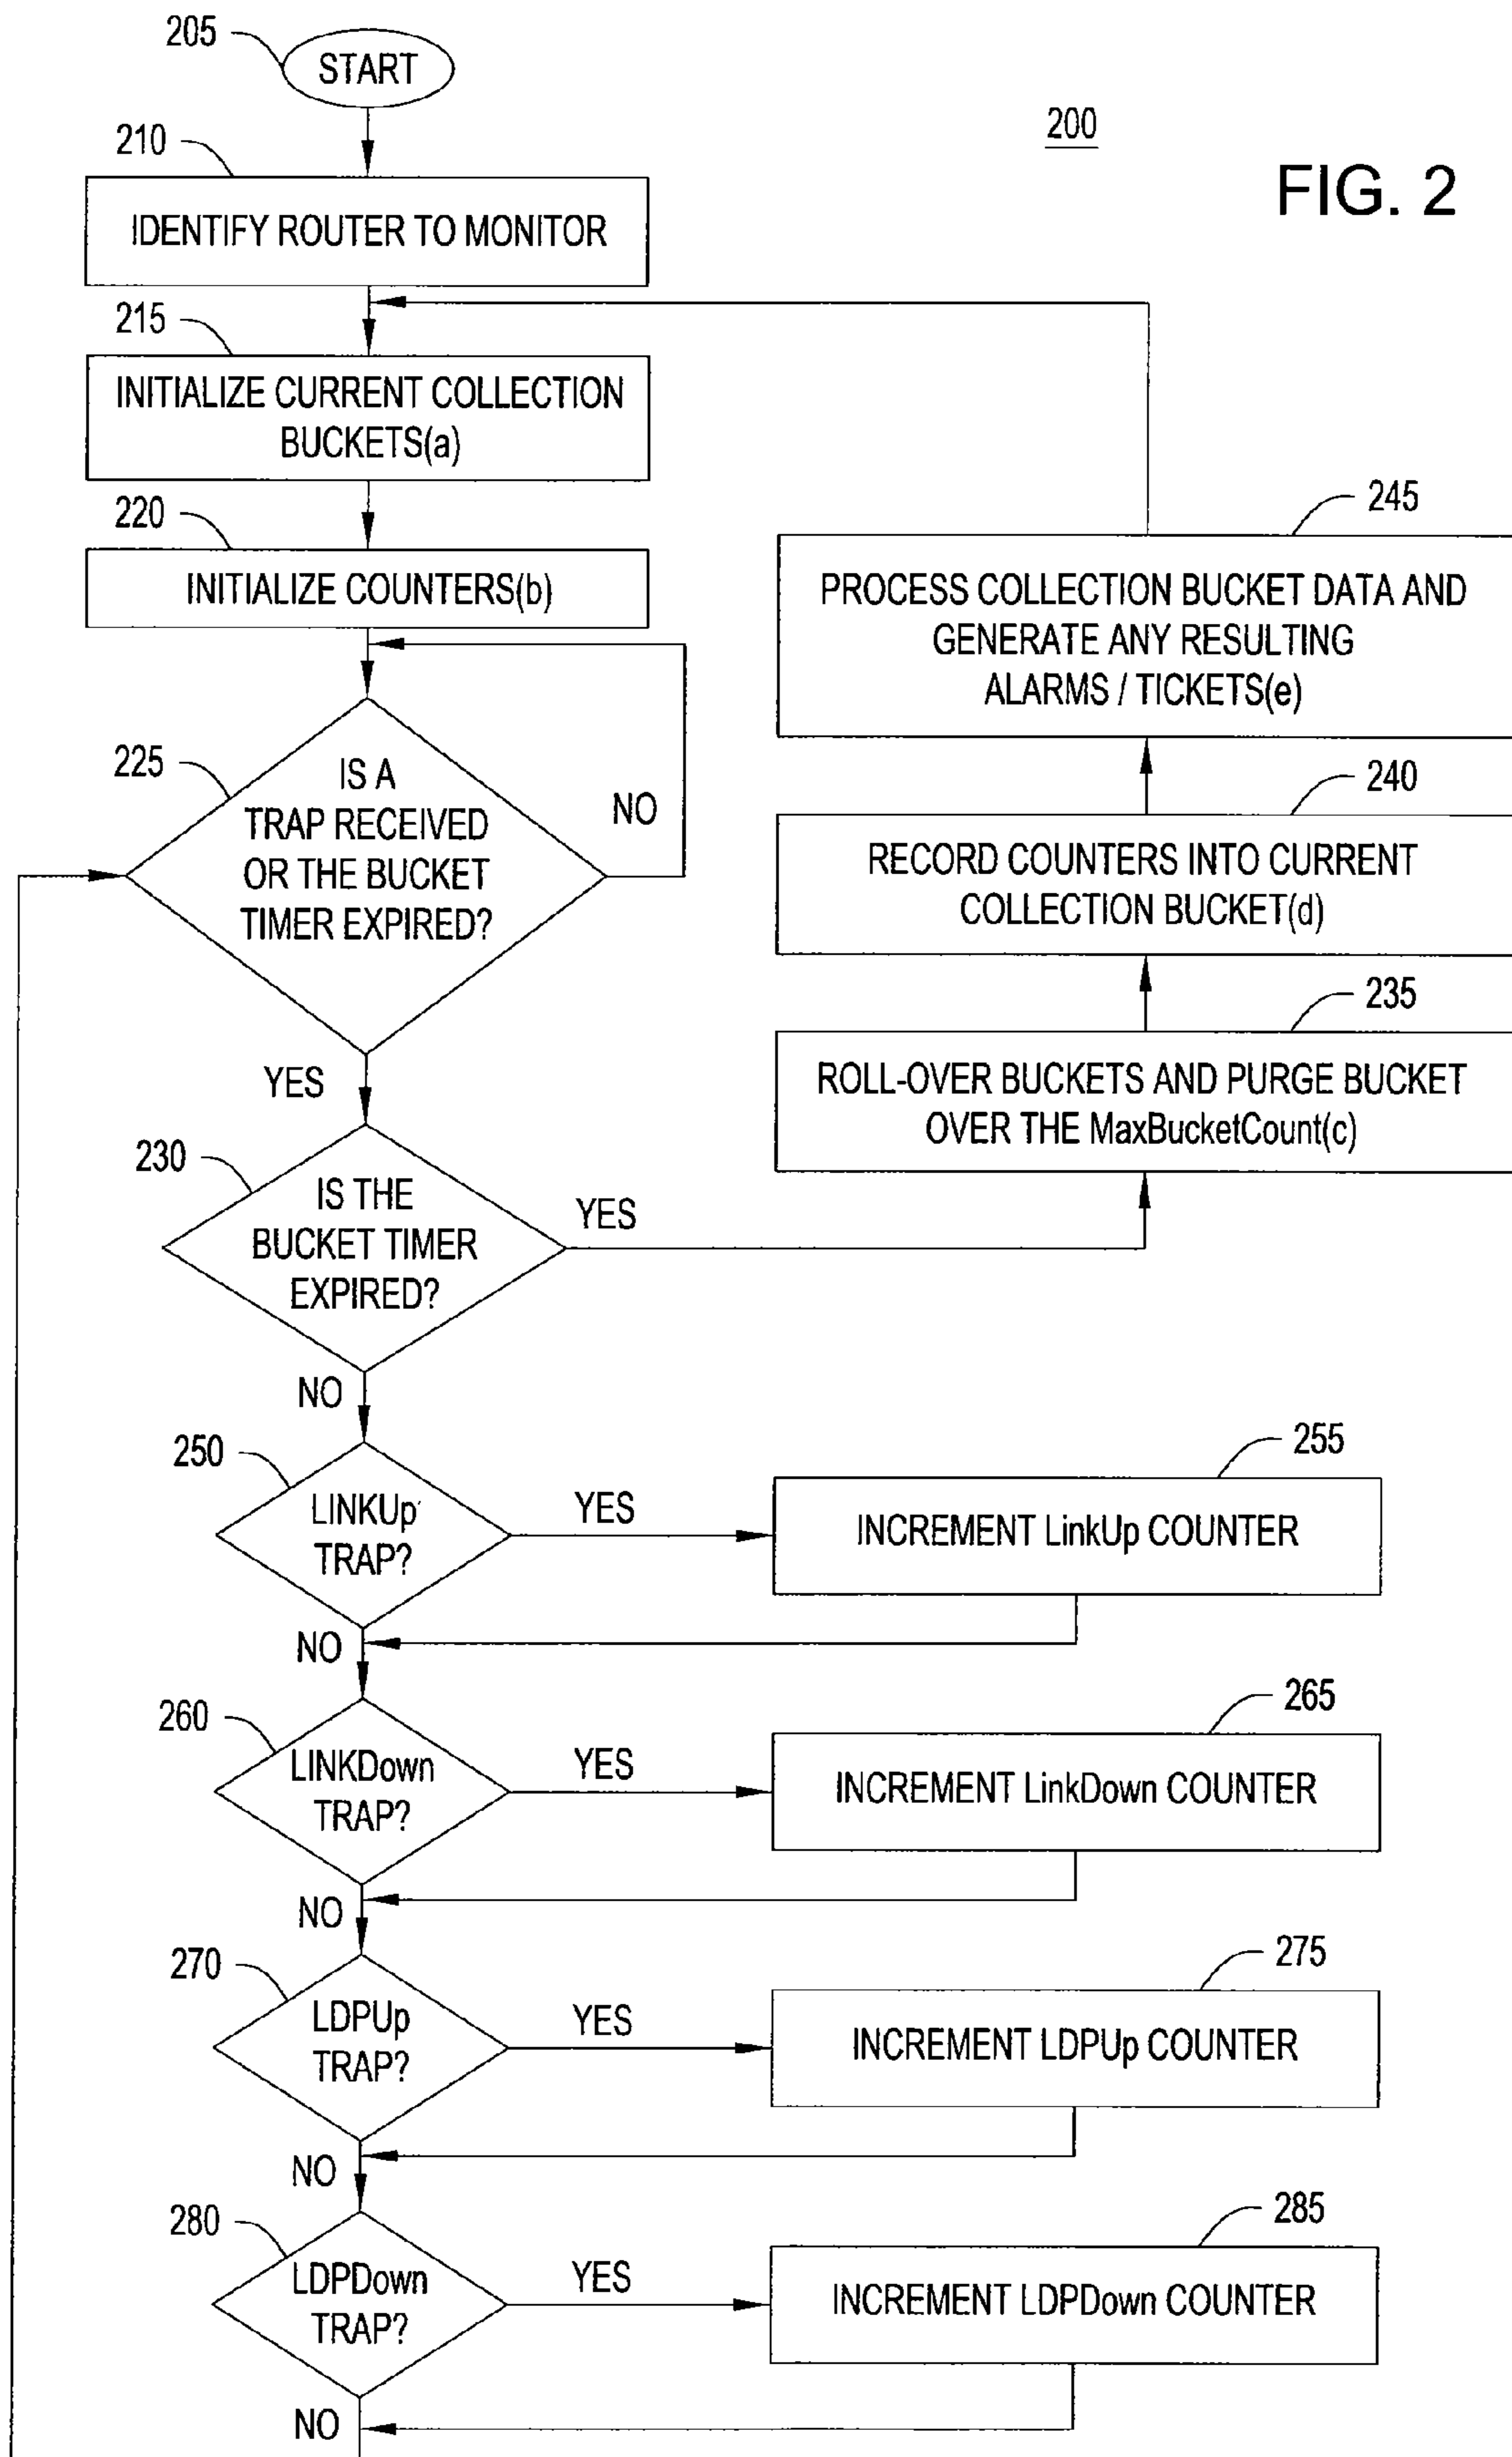 205
START
200
FIG. 2
210
IDENTIFY ROUTER TO MONITOR
215
INITIALIZE CURRENT COLLECTION
BUCKETS(a)
220
INITIALIZE COUNTERS(b)
225
IS A
TRAP RECEIVED
OR THE BUCKET
TIMER EXPIRED?
NO
YES
245
PROCESS COLLECTION BUCKET DATA AND
GENERATE ANY RESULTING
ALARMS / TICKETS(e)
240
RECORD COUNTERS INTO CURRENT
COLLECTION BUCKET(d)
235
ROLL-OVER BUCKETS AND PURGE BUCKET
OVER THE MaxBucketCount(c)
230
IS THE
BUCKET TIMER
EXPIRED?
YES
NO
250
LINKUp
TRAP?
YES
255
INCREMENT LinkUp COUNTER
NO
260
LINKDown
TRAP?
YES
265
INCREMENT LinkDown COUNTER
NO
270
LDPUp
TRAP?
YES
275
INCREMENT LDPUp COUNTER
NO
280
LDPDown
TRAP?
YES
285
INCREMENT LDPDown COUNTER
NO